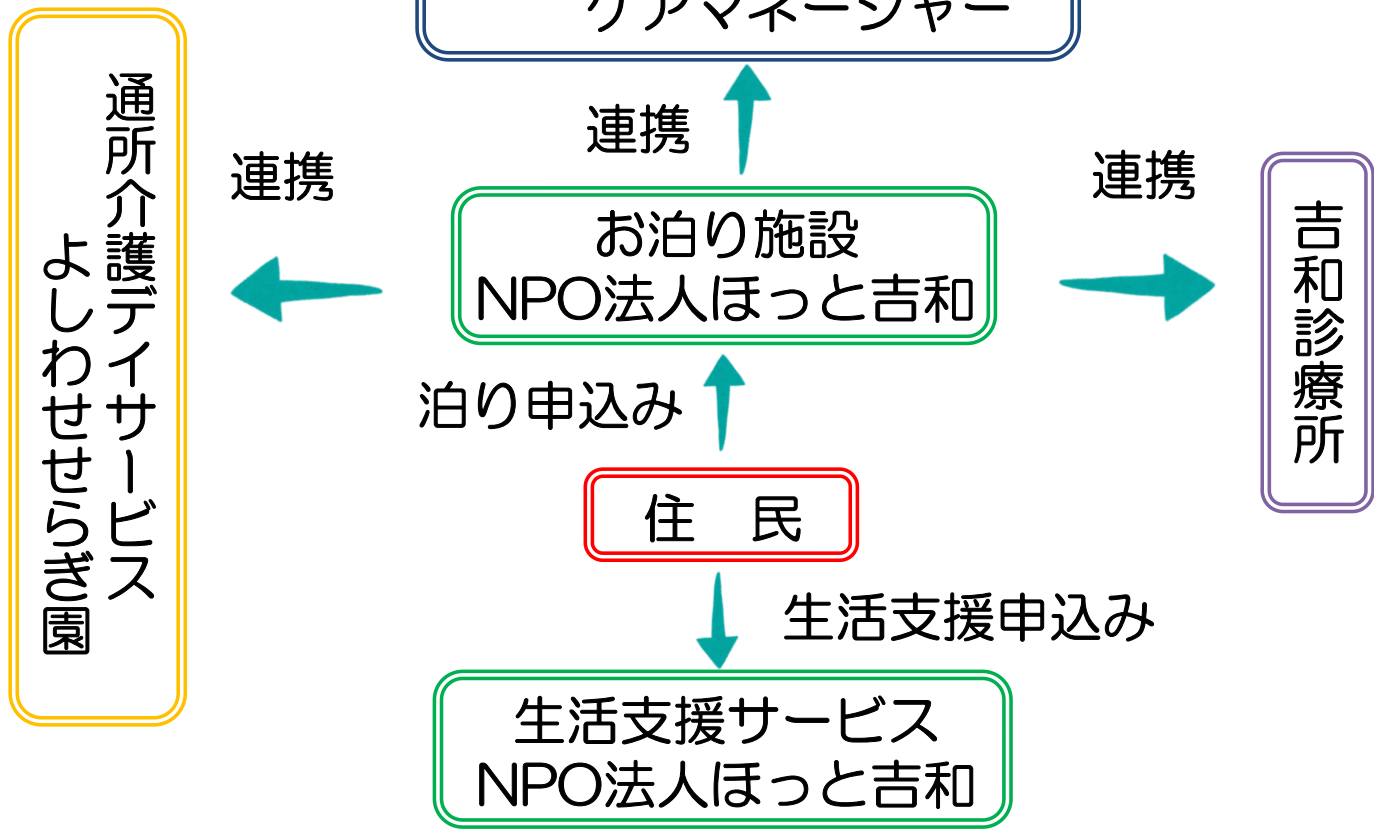 ケアマネージャー
連携
連携
連携
通所介護デイサービス
よしわせせらぎ園
お泊り施設
NPO法人ほっと吉和
吉和診療所
泊り申込み
住　民
生活支援申込み
生活支援サービス
NPO法人ほっと吉和